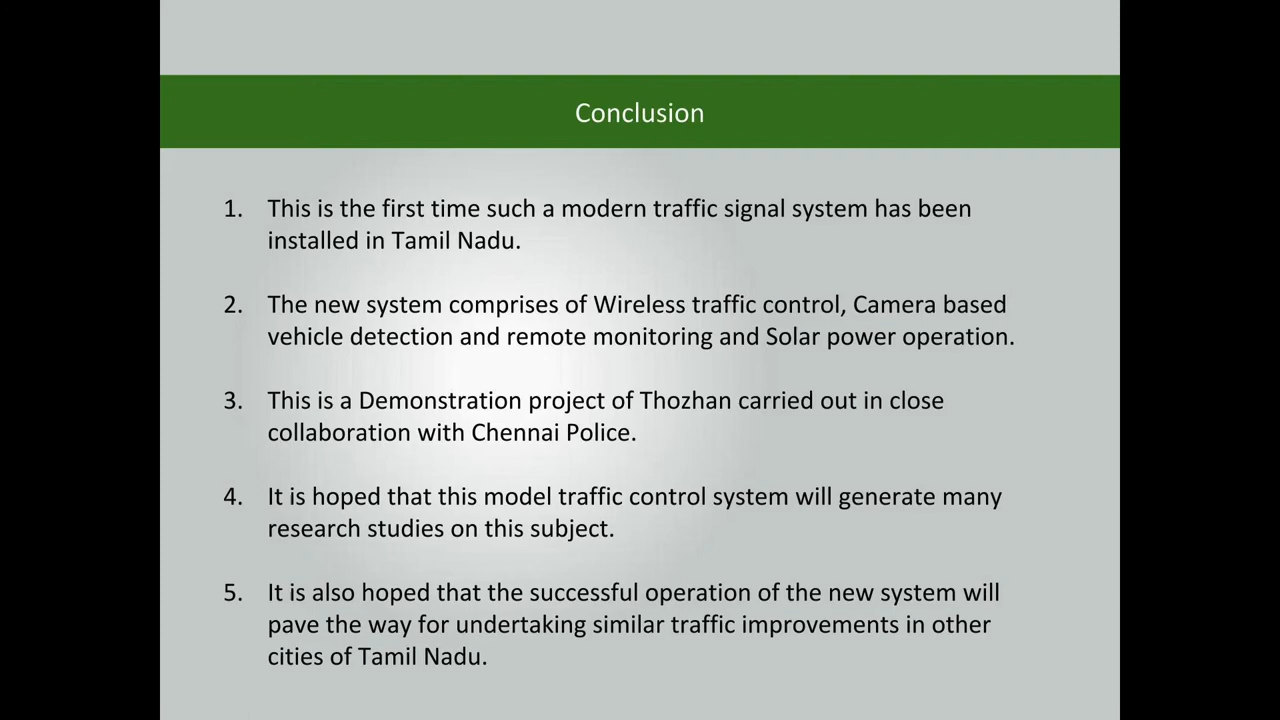 Conclusion
1. This is the first time such a modern traffic signal system has been
installed in Tamil Nadu.
2. The new system comprises of Wireless traffic control, Camera based
vehicle detection and remote monitoring and Solar power operation.
3. This is a Demonstration project of Thozhan carried out in close
collaboration with Chennai Police.
4. It is hoped that this model traffic control system will generate many
research studies on this subject.
5. It is also hoped that the successful operation of the new system will
pave the way for undertaking similar traffic improvements in other
cities of Tamil Nadu.